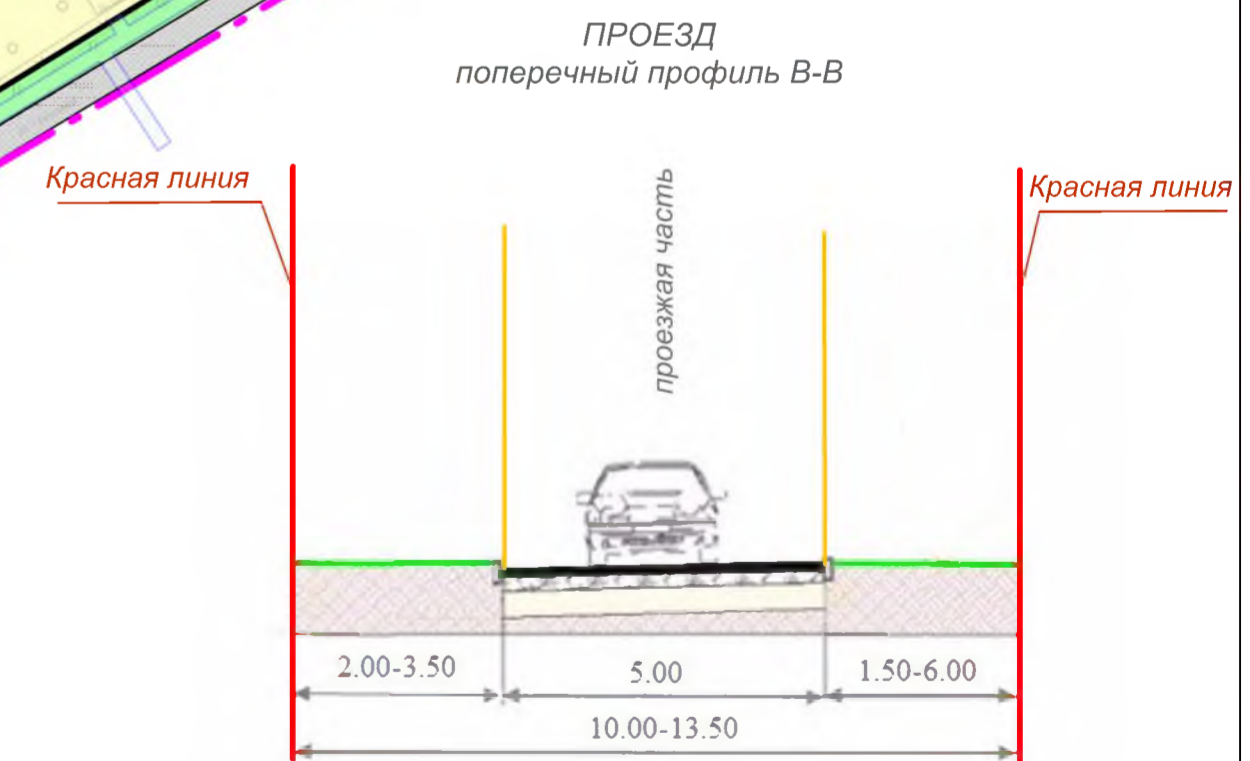 ПРОЕЗД
поперечный профиль В-В
Красная линия
проезжая часть
Красная линия
2.00-3.50
5.00
1.50-6.00
10.00-13.50